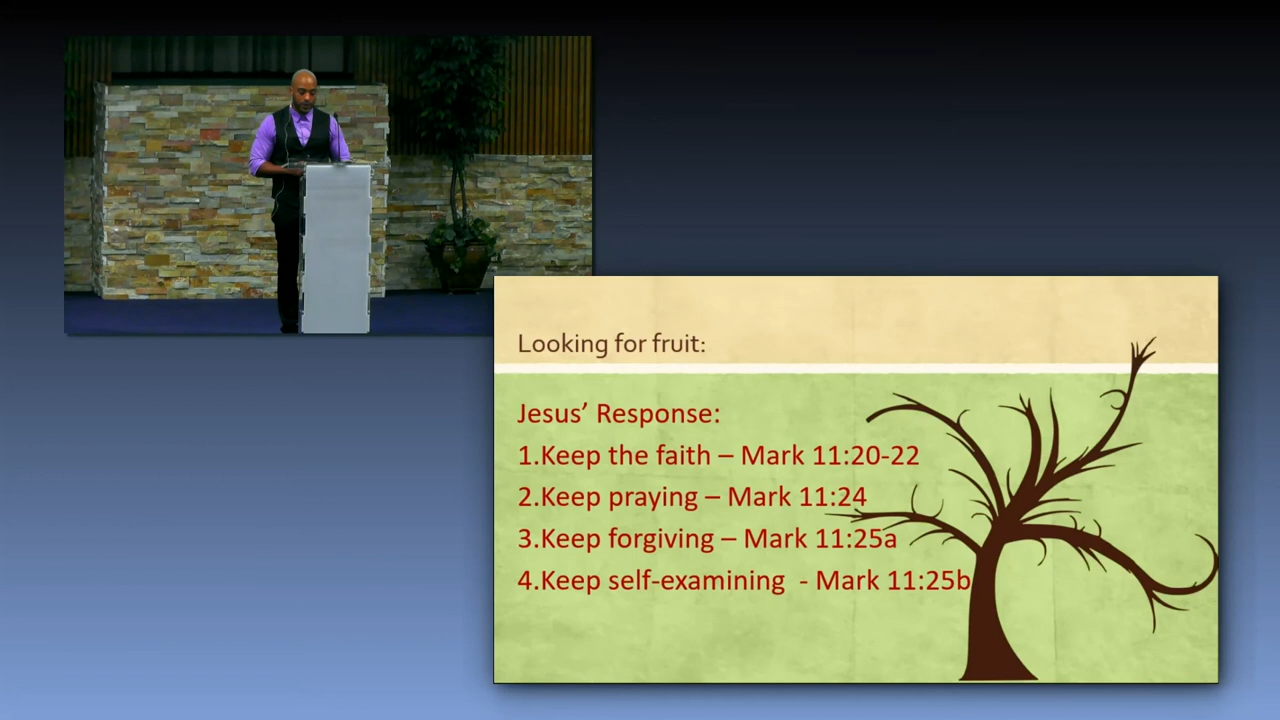 Looking for fruit:
Jesus’ Response:
1.Keep the faith – Mark 11:20-22
2.Keep praying – Mark 11:24
3.Keep forgiving – Mark 11:25a
4.Keep self-examining  - Mark 11:25b